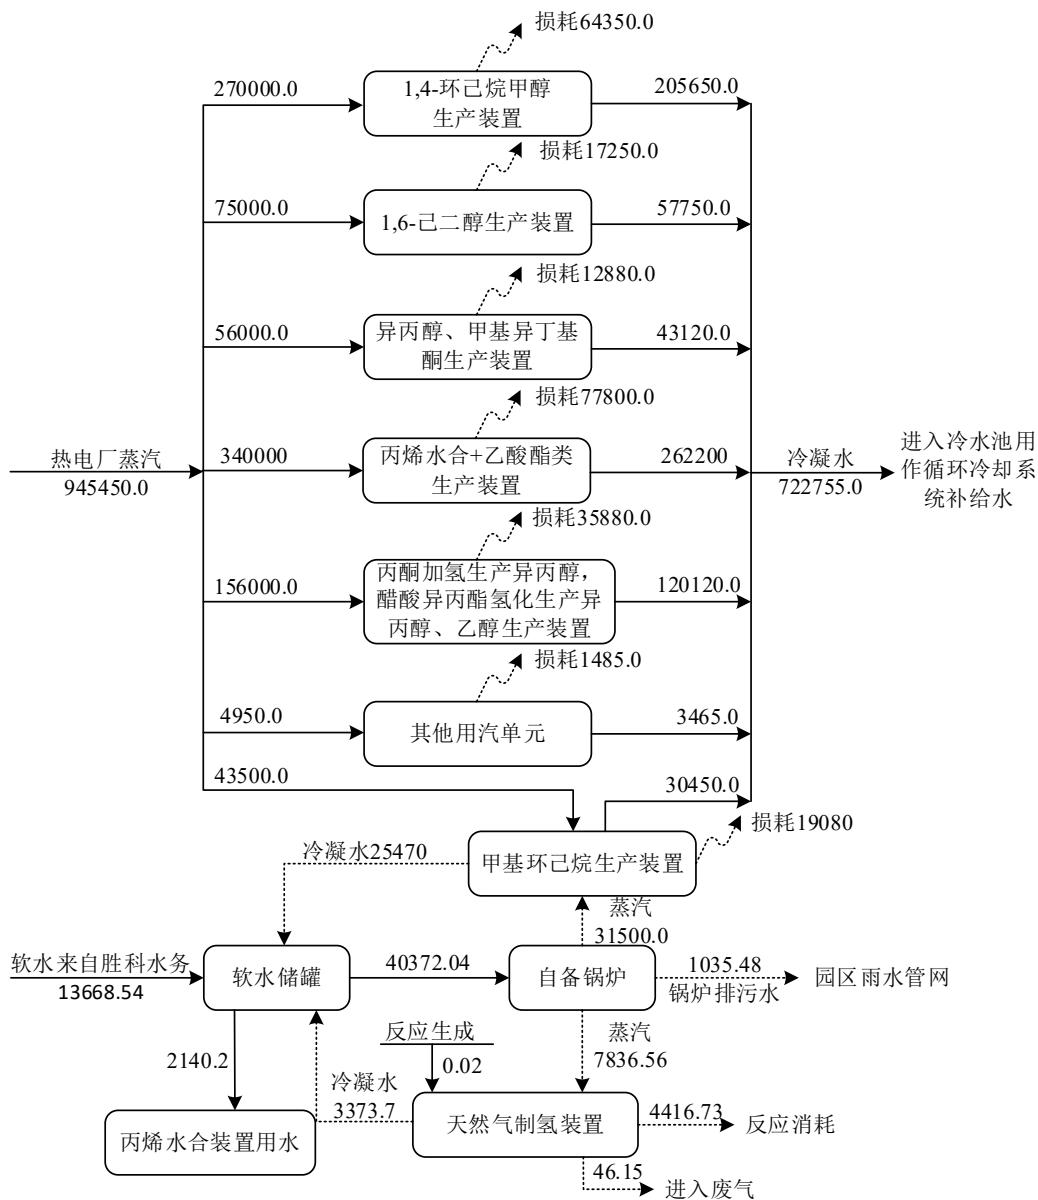 损耗64350.0
270000.0
1,4-环己烷甲醇
生产装置
205650.0
损耗17250.0
75000.0
1,6-己二醇生产装置
57750.0
损耗12880.0
56000.0
异丙醇、甲基异丁基
酮生产装置
43120.0
损耗77800.0
热电厂蒸汽
945450.0
340000
丙烯水合+乙酸酯类
生产装置
262200
冷凝水
722755.0
进入冷水池用
作循环冷却系
统补给水
损耗35880.0
156000.0
丙酮加氢生产异丙醇，
醋酸异丙酯氢化生产异
丙醇、乙醇生产装置
120120.0
损耗1485.0
4950.0
其他用汽单元
3465.0
43500.0
30450.0
损耗19080
冷凝水25470
甲基环己烷生产装置
蒸汽
31500.0
软水来自胜科水务
13668.54
软水储罐
40372.04
自备锅炉
1035.48
锅炉排污水
园区雨水管网
反应生成
0.02
蒸汽
7836.56
2140.2
冷凝水
3373.7
丙烯水合装置用水
天然气制氢装置
4416.73
反应消耗
46.15
进入废气